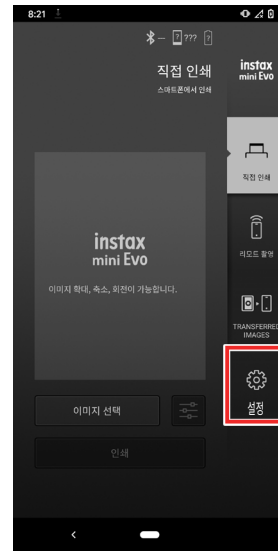 8:21
???
직접 인쇄
스마트폰에서 인쇄
instax
mini Evo
이미지 확대, 축소, 회전이 가능합니다.
이미지 선택
인쇄
instax
mini Evo
직접 인쇄
리모트 촬영
TRANSFERRED
IMAGES
설정